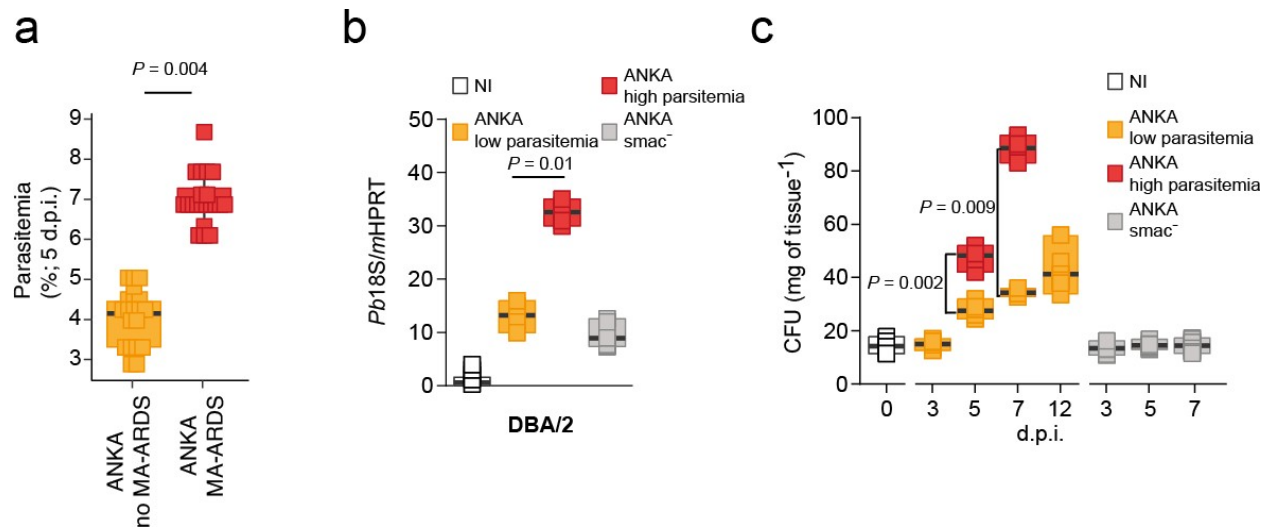 a
P = 0.004
Parasitemia
(%; 5 d.p.i.)
9
8
7
6
5
4
3
ANKA
no MA-ARDS
ANKA
MA-ARDS
b
NI
ANKA
high parsitemia
ANKA
low parasitemia
ANKA
smac⁻
P = 0.01
Pb18S/mHPRT
50
40
30
20
10
0
DBA/2
c
NI
ANKA
low parasitemia
ANKA
high parasitemia
ANKA
smac⁻
CFU (mg of tissue⁻¹)
100
80
60
40
20
0
P = 0.009
P = 0.002
0 3 5 7 12 3 5 7
d.p.i.